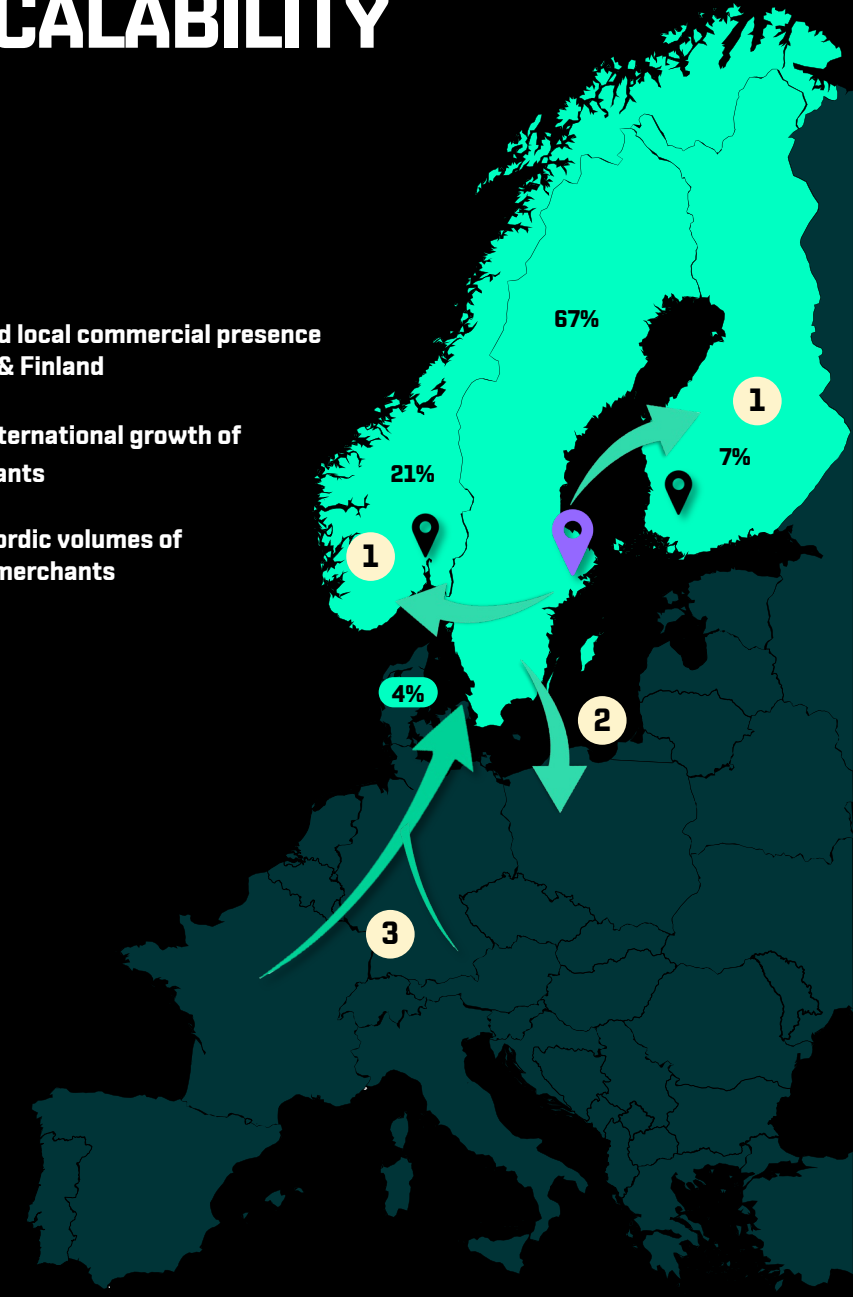 CALABILITY
d local commercial presence
& Finland
ternational growth of
ants
ordic volumes of
merchants
67%
1
7%
21%
1
4%
2
3